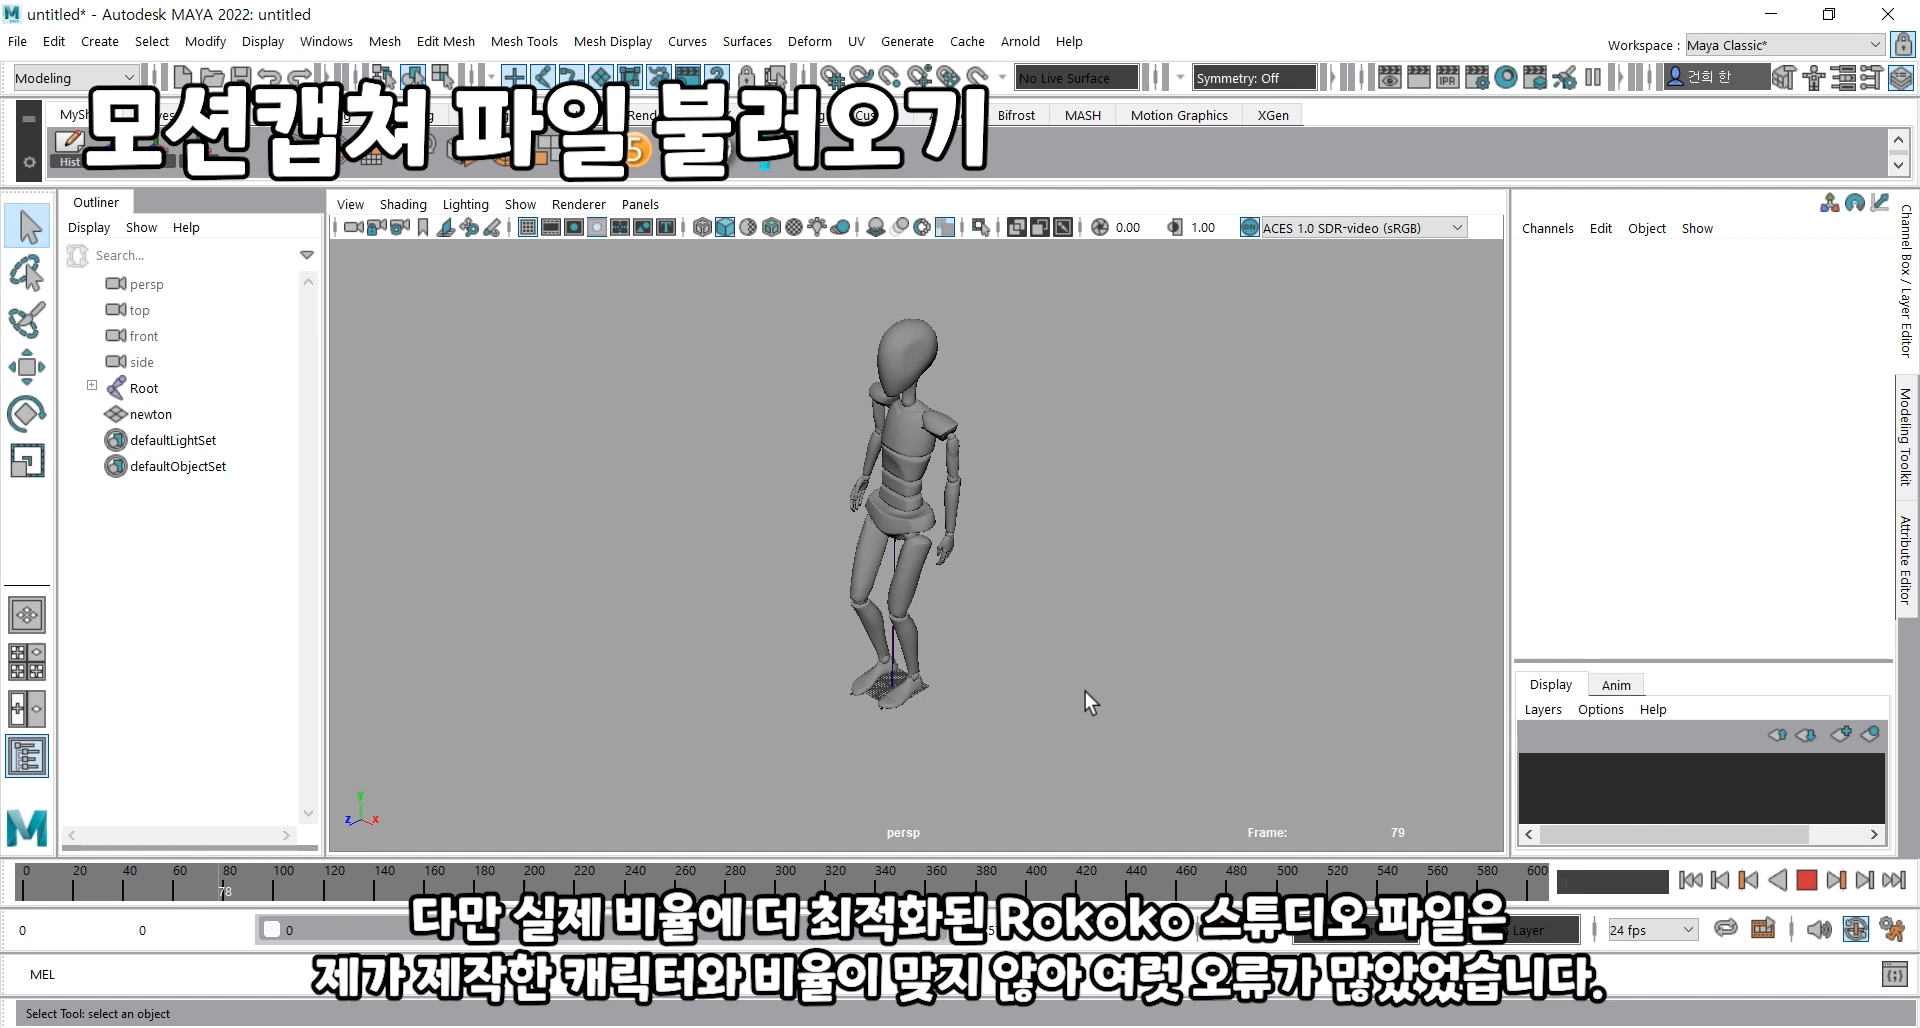 untitled* - Autodesk MAYA 2022: untitled
File Edit Create Select Modify Display Windows Mesh Edit Mesh Mesh Tools Mesh Display Curves Surfaces Deform UV Generate Cache Arnold Help
Workspace : Maya Classic*
Modeling
No Live Surface
Symmetry: Off
건희 한
모션캡쳐 파일 불러오기
Bifrost MASH Motion Graphics XGen
Hist
Outliner
Display Show Help
Search...
persp
top
front
side
Root
newton
defaultLightSet
defaultObjectSet
View Shading Lighting Show Renderer Panels
0.00 1.00 ACES 1.0 SDR-video (sRGB)
persp Frame: 79
Channels Edit Object Show
Channel Box / Layer Editor
Modeling Toolkit
Attribute Editor
Display Anim
Layers Options Help
0 20 40 60 80 100 120 140 160 180 200 220 240 260 280 300 320 340 360 380 400 420 440 460 480 500 520 540 560 580 600
78
다만 실제 비율에 더 최적화된 Rokoko 스튜디오 파일은
제가 제작한 캐릭터와 비율이 맞지 않아 여럿 오류가 많았었습니다.
0 0 0
Layer
24 fps
MEL
Select Tool: select an object